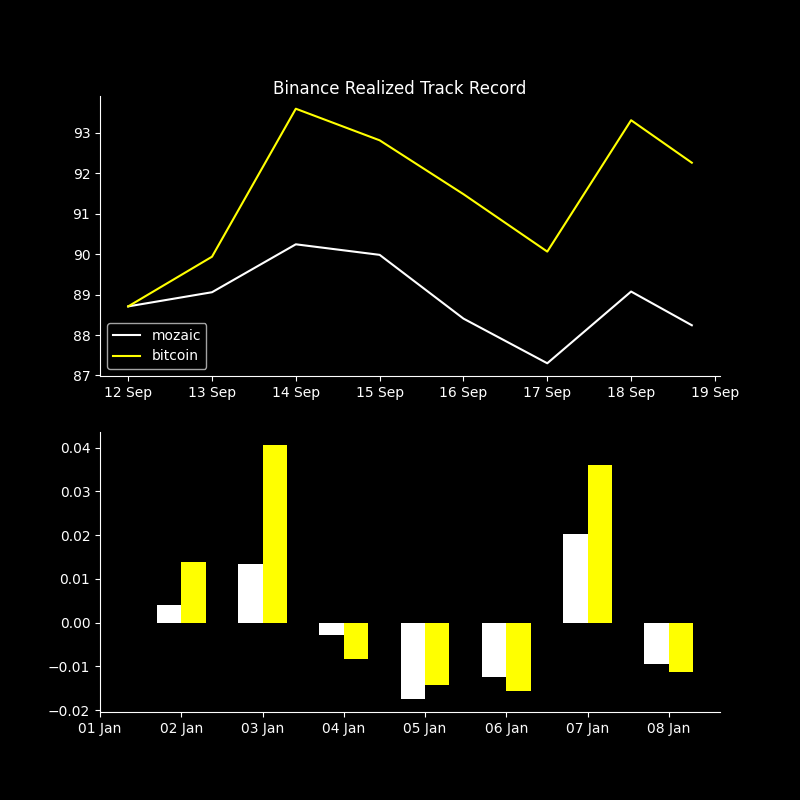 Binance Realized Track Record
93
92
91
90
89
88
87
mozaic
bitcoin
12 Sep 13 Sep 14 Sep 15 Sep 16 Sep 17 Sep 18 Sep 19 Sep
0.04
0.03
0.02
0.01
0.00
−0.01
−0.02
01 Jan 02 Jan 03 Jan 04 Jan 05 Jan 06 Jan 07 Jan 08 Jan